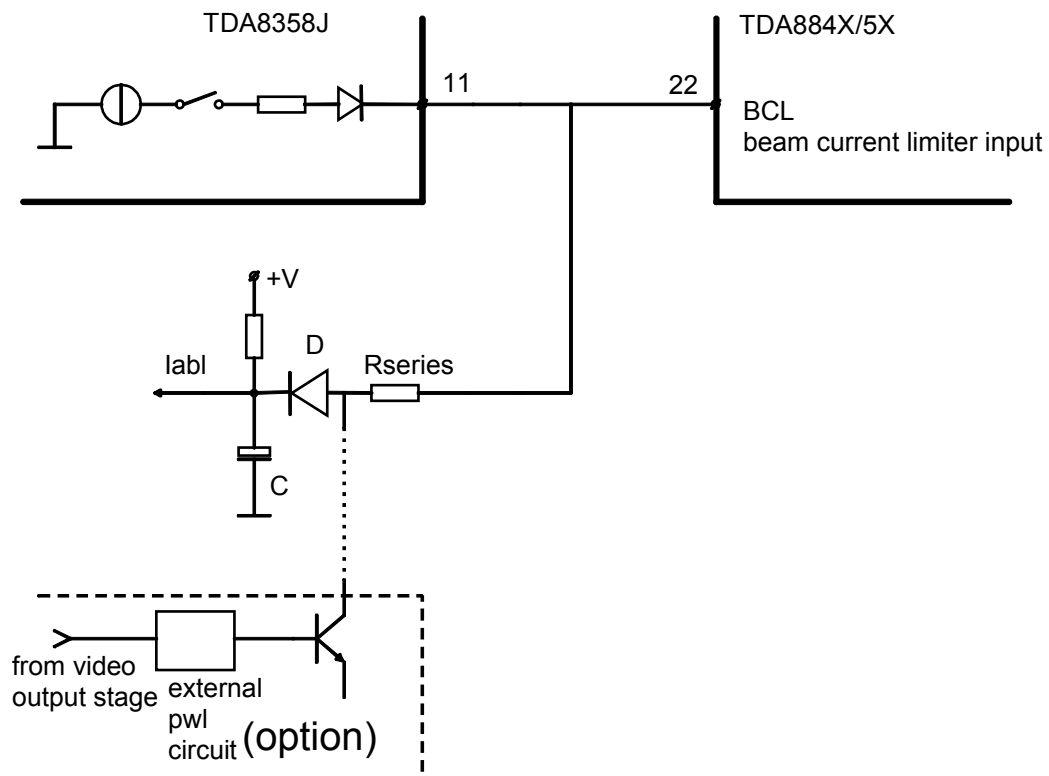 TDA8358J
TDA884X/5X
11
22
BCL
beam current limiter input
+V
D
Iabl
Rseries
C
from video
output stage
external
pwl
circuit
(option)